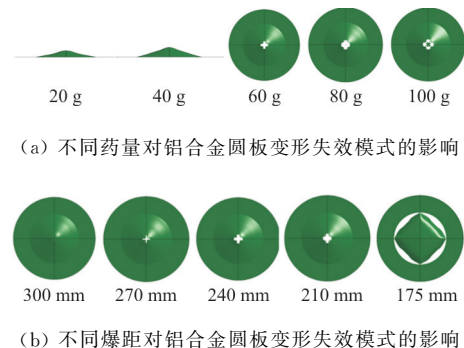 20 g 40 g 60 g 80 g 100 g
（a）不同药量对铝合金圆板变形失效模式的影响
300 mm 270 mm 240 mm 210 mm 175 mm
（b）不同爆距对铝合金圆板变形失效模式的影响